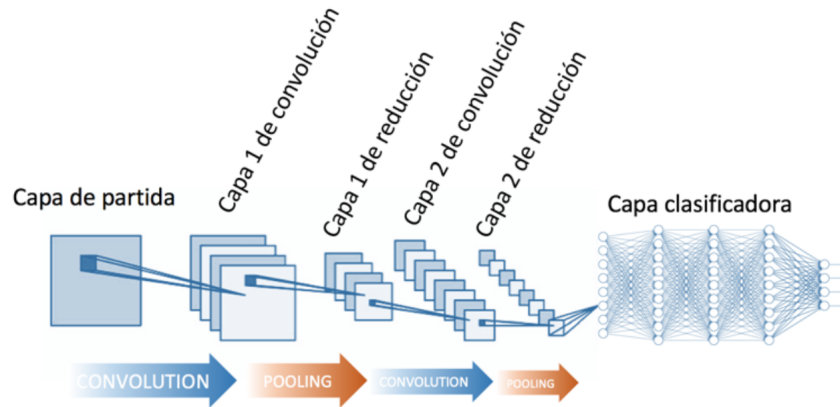 Capa de partida
Capa 1 de convolución
Capa 1 de reducción
Capa 2 de convolución
Capa 2 de reducción
Capa clasificadora
CONVOLUTION
POOLING
CONVOLUTION
POOLING